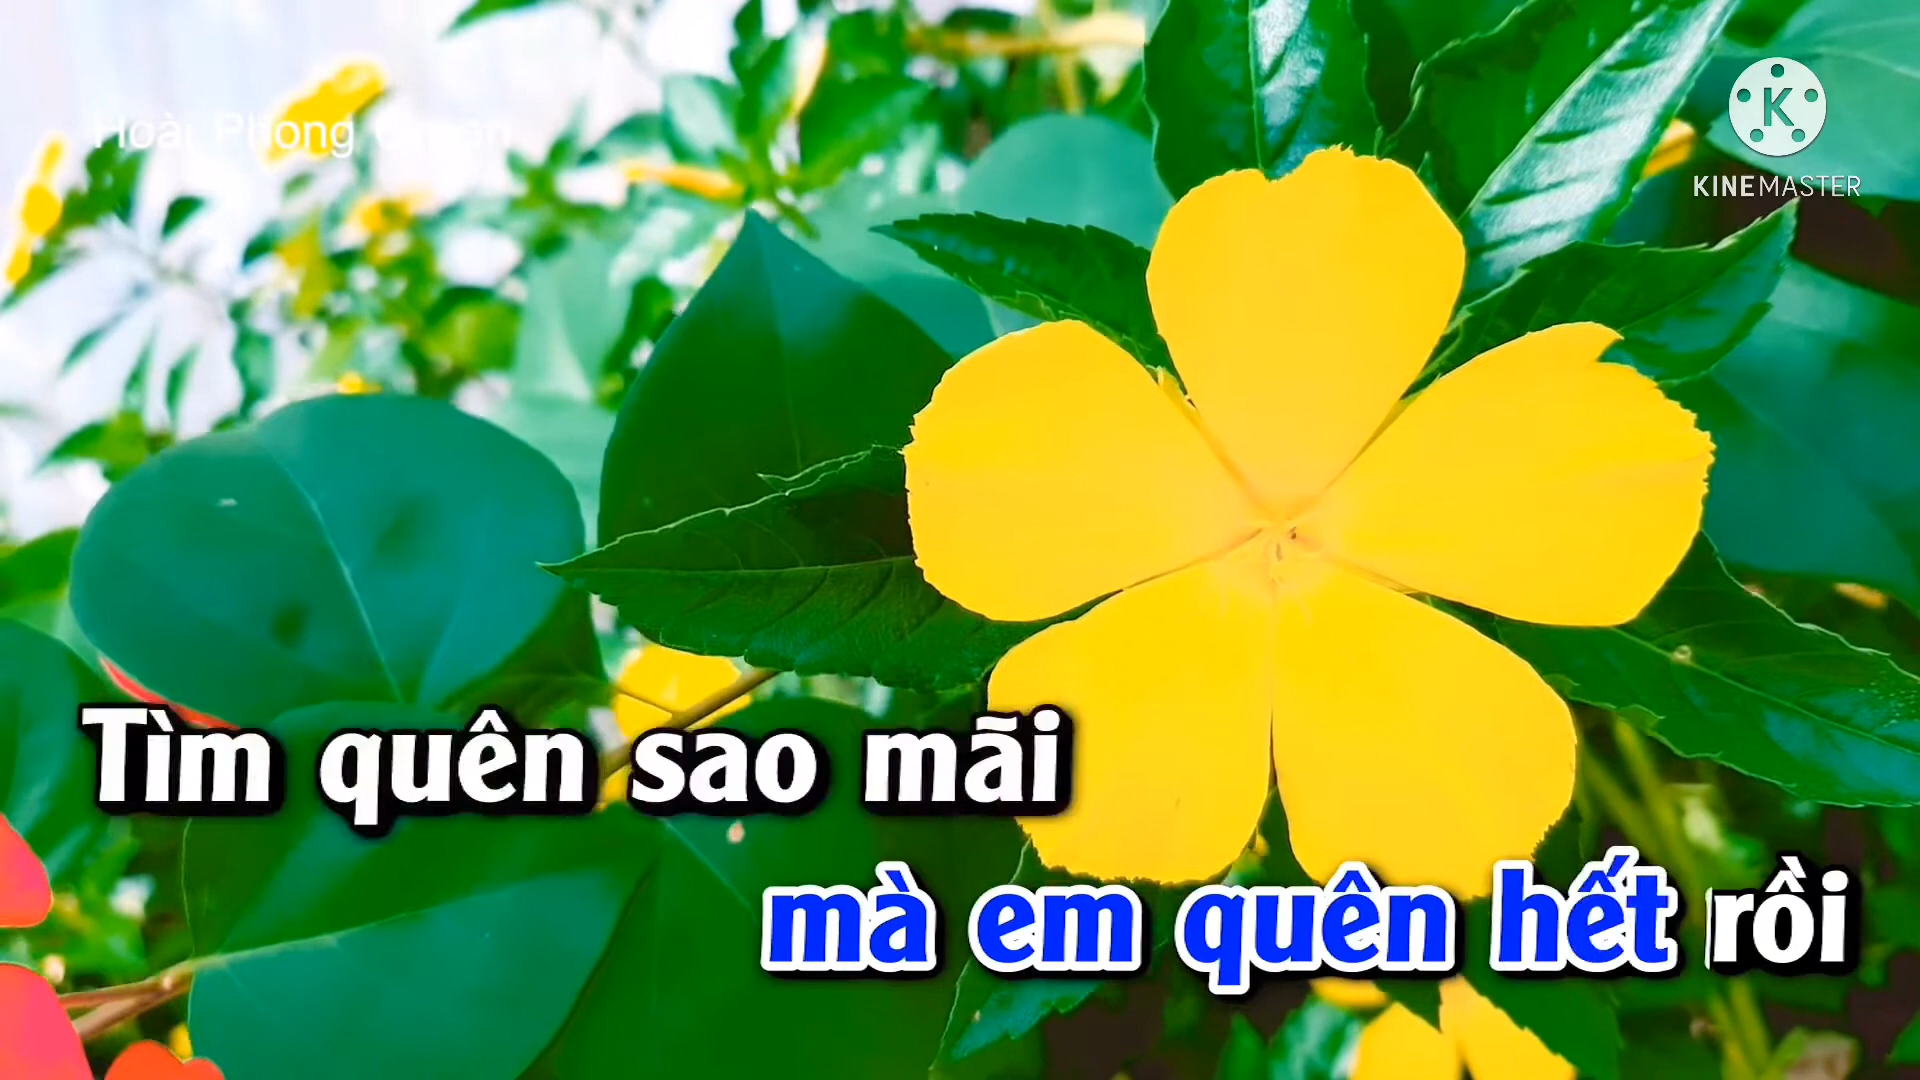 Hoài Phong
K
KINEMASTER
Tìm quên sao mãi
mà em quên hết rồi